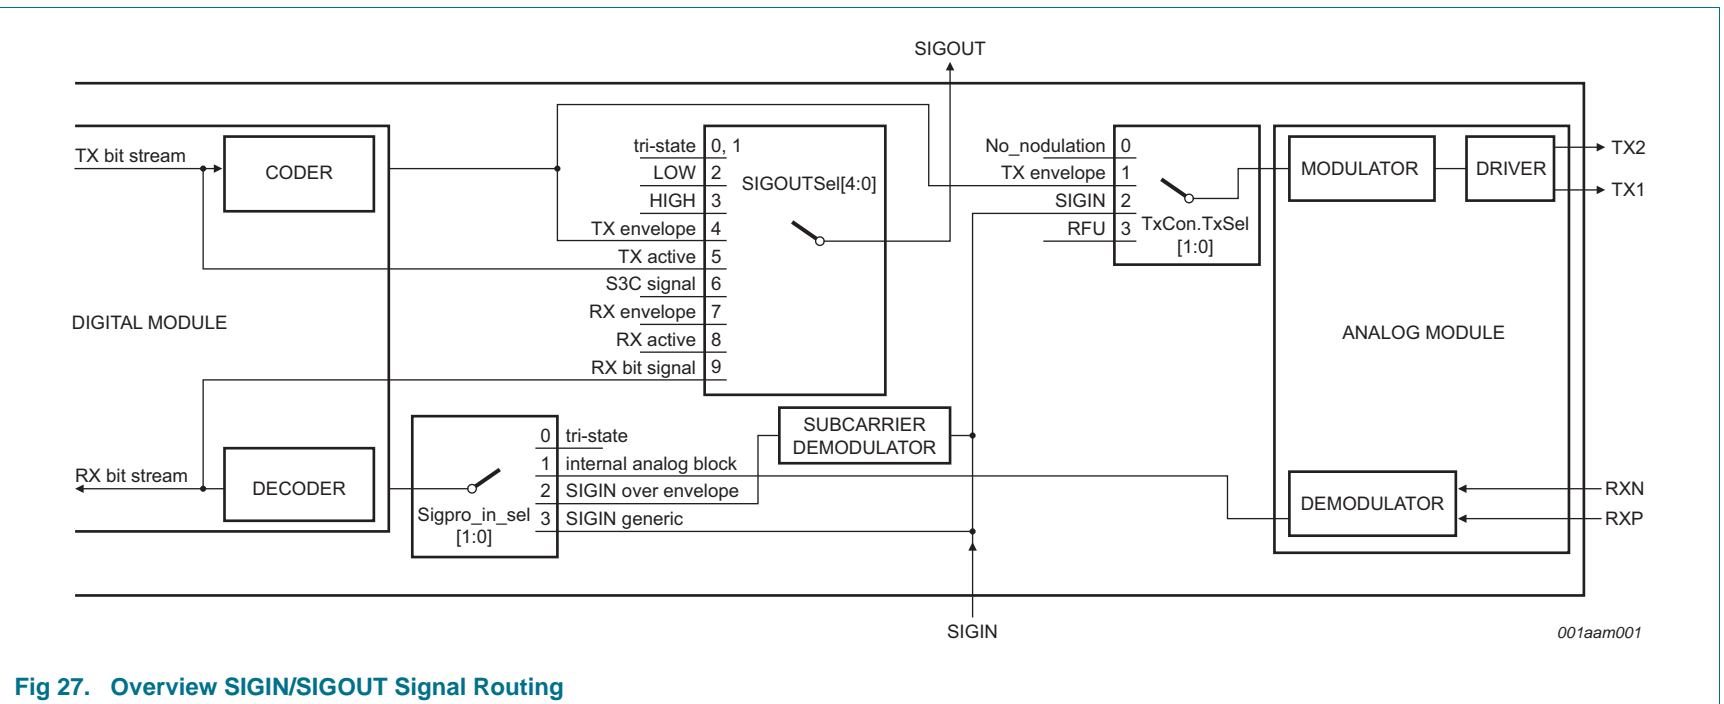 SIGOUT
TX bit stream
CODER
tri-state 0, 1
LOW 2
HIGH 3
TX envelope 4
TX active 5
S3C signal 6
RX envelope 7
RX active 8
RX bit signal 9
SIGOUTSel[4:0]
No_nodulation 0
TX envelope 1
SIGIN 2
RFU 3
TxCon.TxSel
[1:0]
MODULATOR
DRIVER
TX2
TX1
DIGITAL MODULE
ANALOG MODULE
RX bit stream
DECODER
Sigpro_in_sel
[1:0]
0 tri-state
1 internal analog block
2 SIGIN over envelope
3 SIGIN generic
SUBCARRIER
DEMODULATOR
DEMODULATOR
RXN
RXP
SIGIN
001aam001
Fig 27. Overview SIGIN/SIGOUT Signal Routing